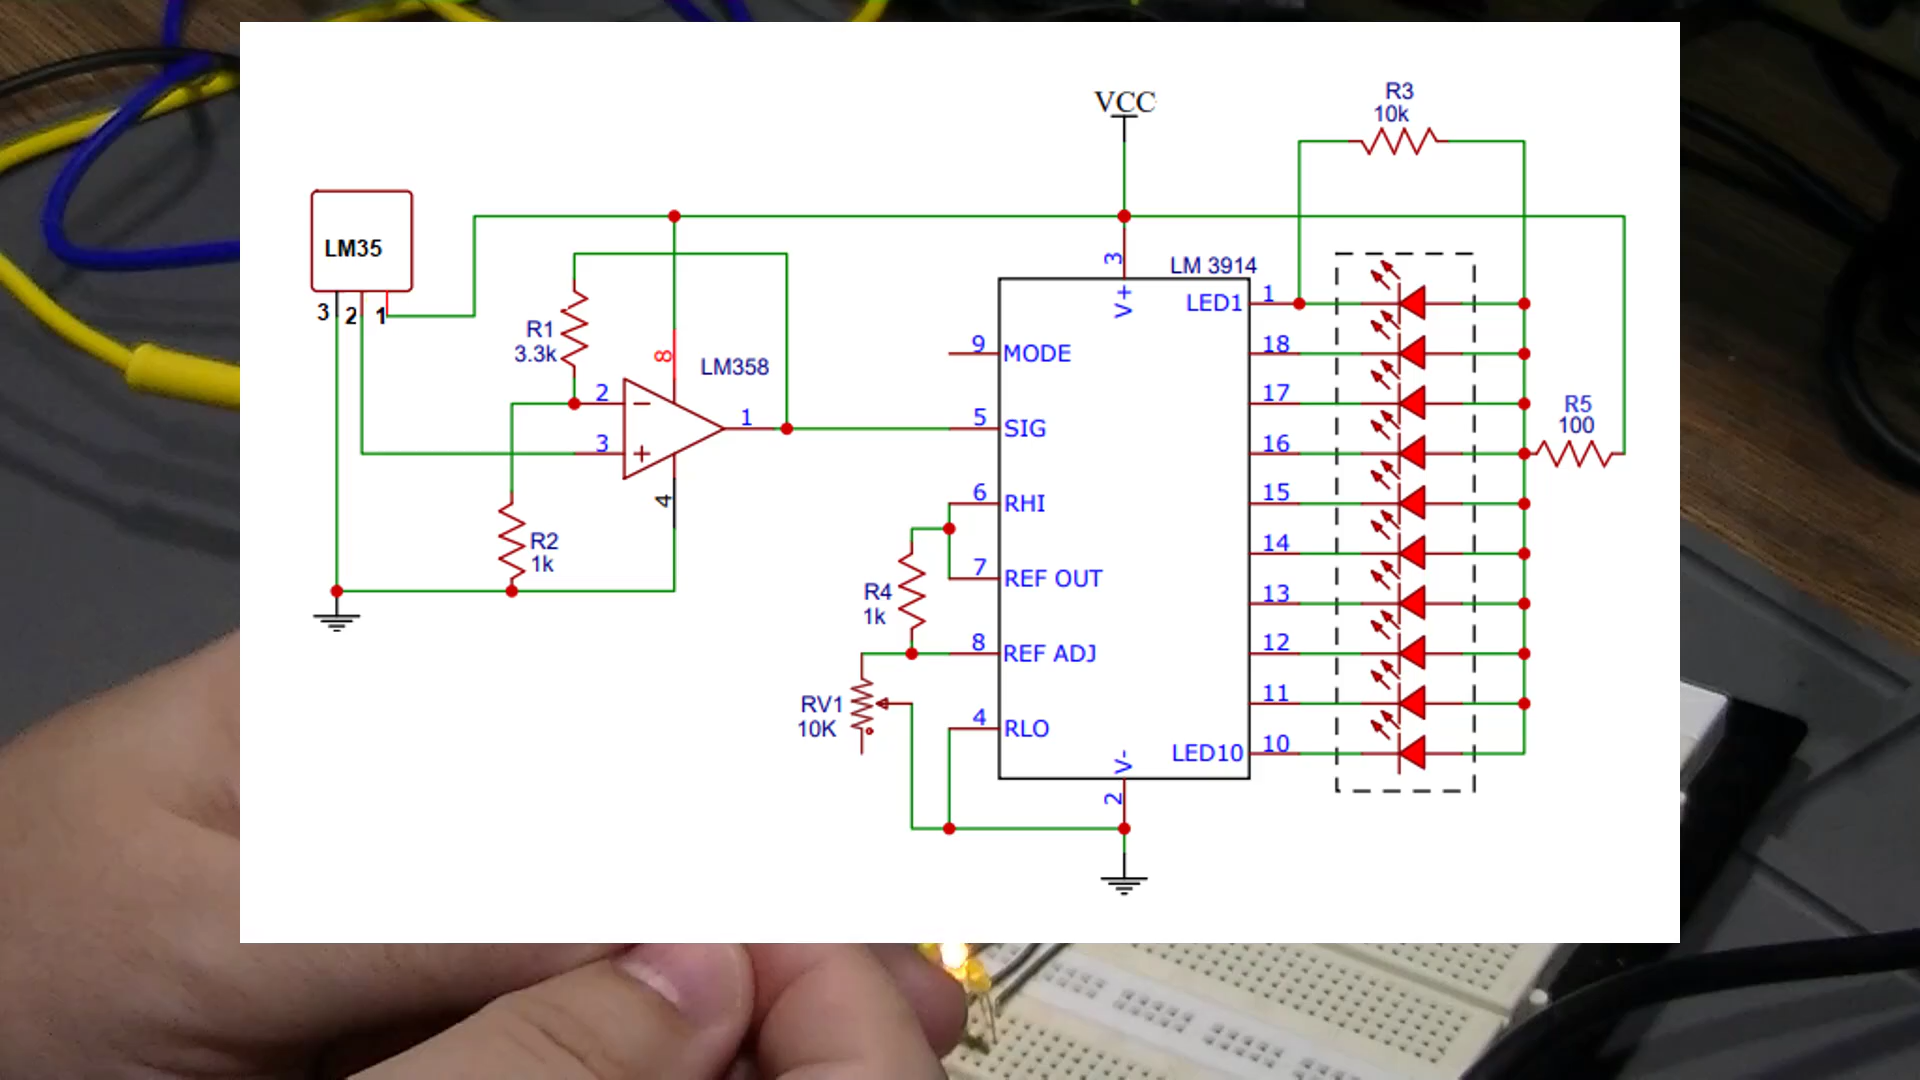 VCC
R3
10k
LM35
3
2
1
R1
3.3k
8
LM358
2
1
3
4
R2
1k
3
LM 3914
V+
LED1
1
9
MODE
18
17
5
SIG
16
R5
100
6
RHI
15
14
7
REF OUT
R4
1k
13
8
REF ADJ
12
RV1
10K
11
4
RLO
V-
LED10
10
2